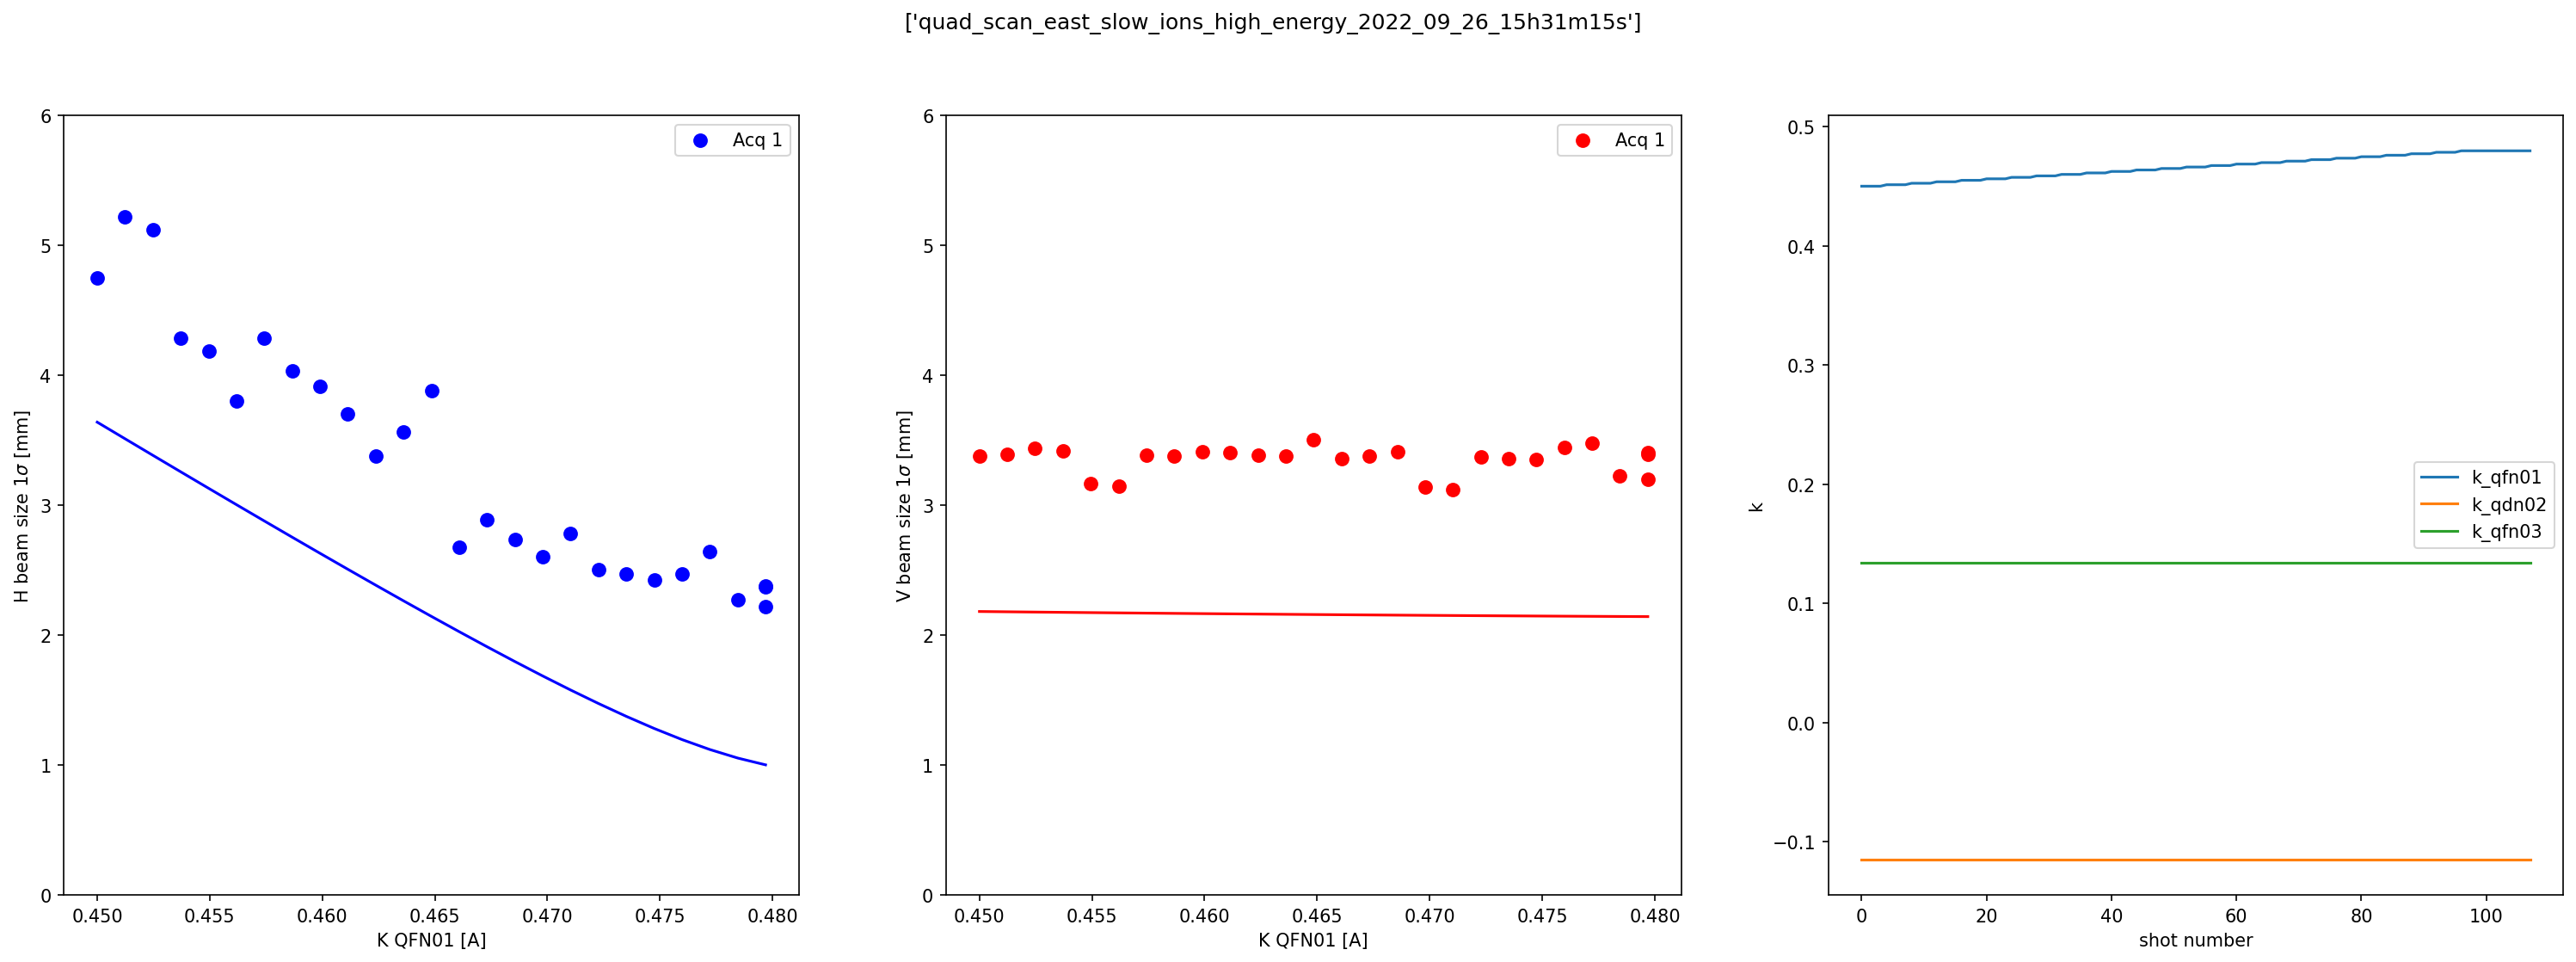 ['quad_scan_east_slow_ions_high_energy_2022_09_26_15h31m15s']
H beam size 1σ [mm]
6
5
4
3
2
1
0
Acq 1
0.450 0.455 0.460 0.465 0.470 0.475 0.480
K QFN01 [A]
V beam size 1σ [mm]
6
5
4
3
2
1
0
Acq 1
0.450 0.455 0.460 0.465 0.470 0.475 0.480
K QFN01 [A]
k
0.5
0.4
0.3
0.2
0.1
0.0
−0.1
k_qfn01
k_qdn02
k_qfn03
0 20 40 60 80 100
shot number